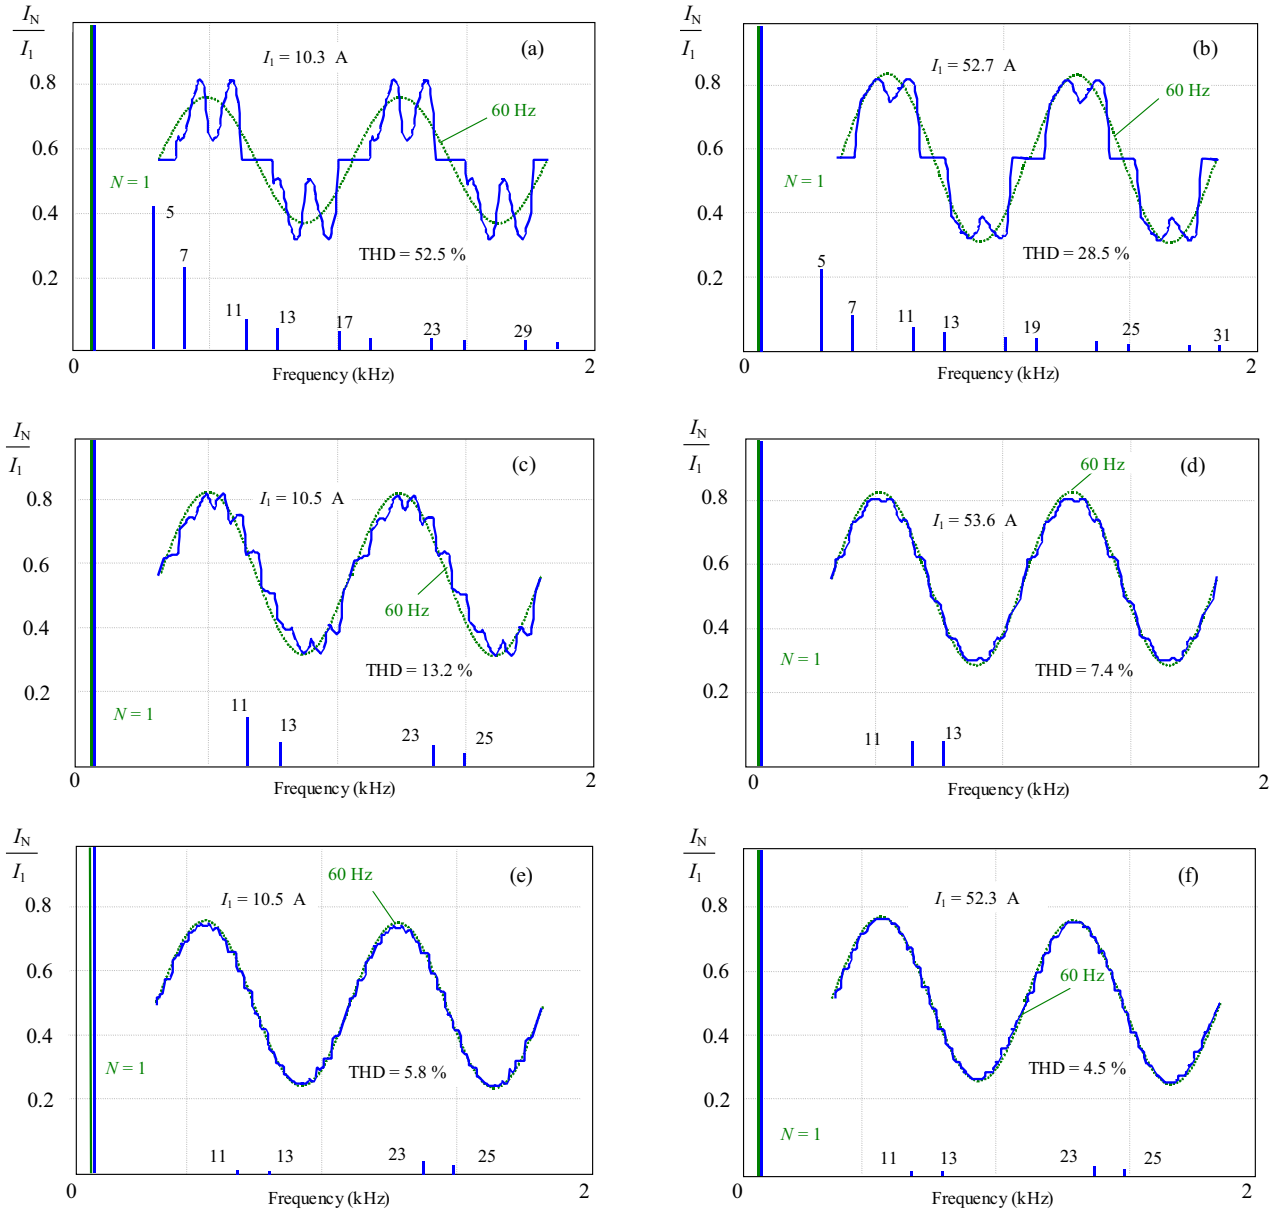 I_N / I_1
(a)
I_1 = 10.3 A
0.8
60 Hz
0.6
N = 1
5
0.4
THD = 52.5 %
7
0.2
11
13
17
23
29
0
Frequency (kHz)
2
I_N / I_1
(b)
I_1 = 52.7 A
0.8
60 Hz
0.6
N = 1
0.4
THD = 28.5 %
5
0.2
7
11
13
19
25
31
0
Frequency (kHz)
2
I_N / I_1
(c)
I_1 = 10.5 A
0.8
0.6
60 Hz
0.4
THD = 13.2 %
0.2
N = 1
11
13
23
25
0
Frequency (kHz)
2
I_N / I_1
(d)
60 Hz
0.8
I_1 = 53.6 A
0.6
0.4
N = 1
THD = 7.4 %
0.2
11
13
0
Frequency (kHz)
2
I_N / I_1
(e)
60 Hz
I_1 = 10.5 A
0.8
0.6
0.4
N = 1
THD = 5.8 %
0.2
11
13
23
25
0
Frequency (kHz)
2
I_N / I_1
(f)
I_1 = 52.3 A
0.8
0.6
60 Hz
0.4
THD = 4.5 %
0.2
N = 1
11
13
23
25
0
Frequency (kHz)
2